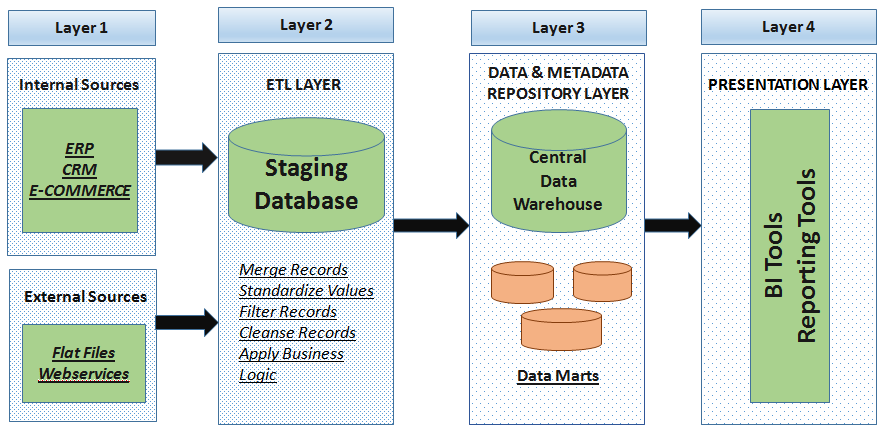 Layer 1
Internal Sources
ERP
CRM
E-COMMERCE
External Sources
Flat Files
Webservices
Layer 2
ETL LAYER
Staging
Database
Merge Records
Standardize Values
Filter Records
Cleanse Records
Apply Business
Logic
Layer 3
DATA & METADATA
REPOSITORY LAYER
Central
Data
Warehouse
Data Marts
Layer 4
PRESENTATION LAYER
BI Tools
Reporting Tools